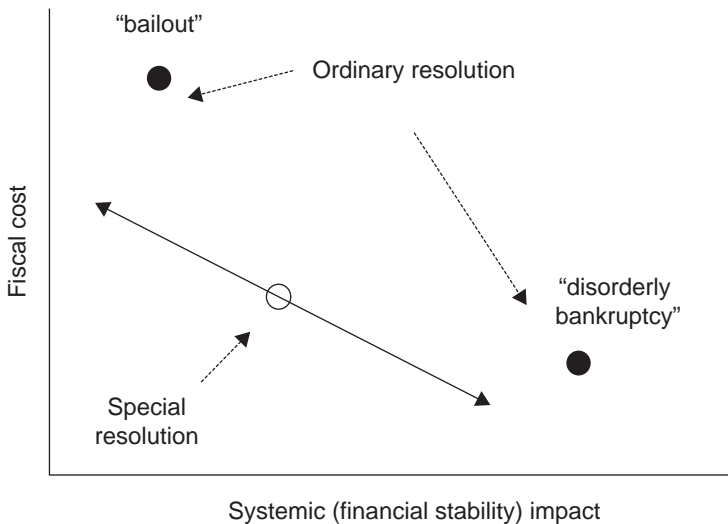 “bailout”
Ordinary resolution
Fiscal cost
“disorderly
bankruptcy”
Special
resolution
Systemic (financial stability) impact